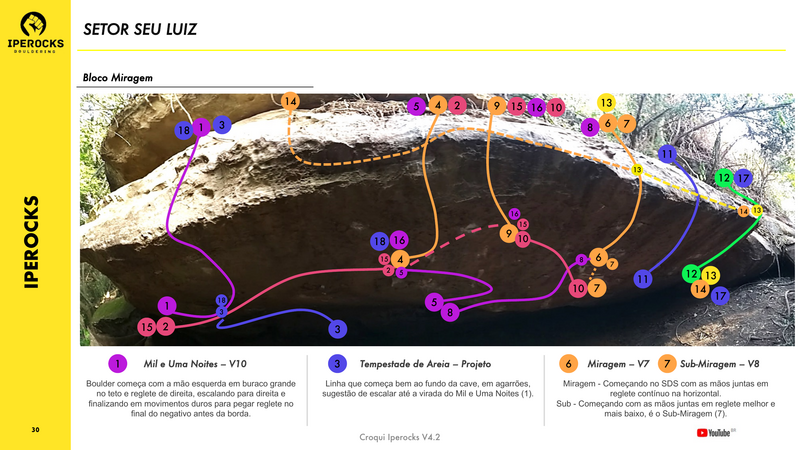 IPEROCKS
BOULDERING
SETOR SEU LUIZ
Bloco Miragem
14
5 4 2
9 15 16 10
13
18 1 3
8 6 7
11
13
12 17
14 13
16
15
18 16
9 10
15 4
2 5
8 6 7
12 13
11
10 7
14 17
18
3
1
5
8
15 2
3
IPEROCKS
1 Mil e Uma Noites – V10
Boulder começa com a mão esquerda em buraco grande
no teto e reglete de direita, escalando para direita e
finalizando em movimentos duros para pegar reglete no
final do negativo antes da borda.
3 Tempestade de Areia – Projeto
Linha que começa bem ao fundo da cave, em agarrões,
sugestão de escalar até a virada do Mil e Uma Noites (1).
6 Miragem – V7 7 Sub-Miragem – V8
Miragem - Começando no SDS com as mãos juntas em
reglete contínuo na horizontal.
Sub - Começando com as mãos juntas em reglete melhor e
mais baixo, é o Sub-Miragem (7).
30
Croqui Iperocks V4.2
YouTube